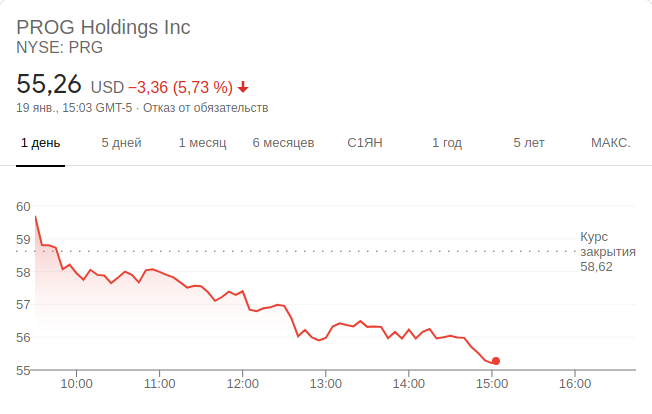 PROG Holdings Inc
NYSE: PRG
55,26 USD −3,36 (5,73 %)
19 янв., 15:03 GMT-5 · Отказ от обязательств
1 день 5 дней 1 месяц 6 месяцев С1ЯН 1 год 5 лет МАКС.
60
59
58
57
56
55
Курс
закрытия
58,62
10:00 11:00 12:00 13:00 14:00 15:00 16:00